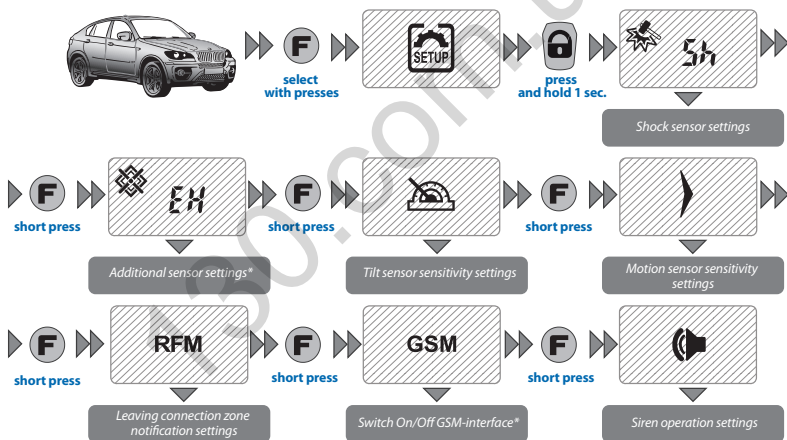 F
SETUP
Sh
select
with presses
press
and hold 1 sec.
Shock sensor settings
F
EH
F
F
short press
short press
short press
Additional sensor settings*
Tilt sensor sensitivity settings
Motion sensor sensitivity
settings
F
RFM
F
GSM
F
short press
short press
short press
Leaving connection zone
notification settings
Switch On/Off GSM-interface*
Siren operation settings
130.com.u